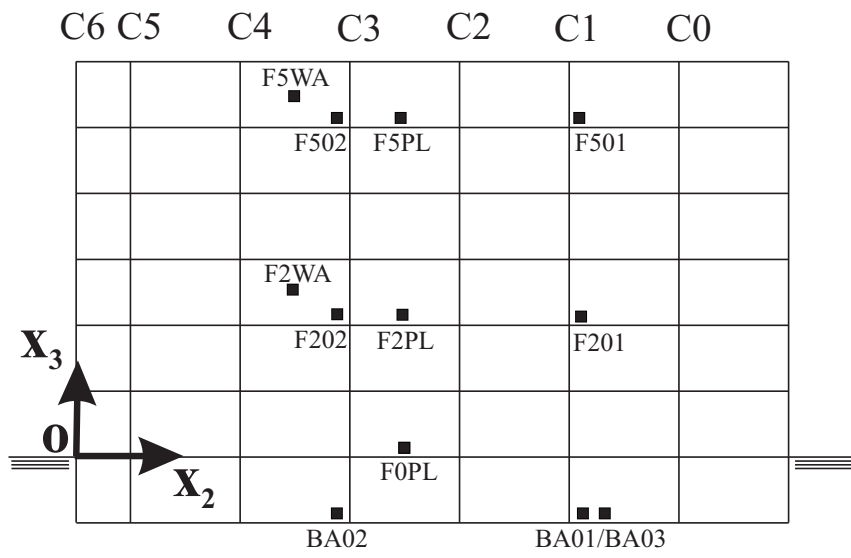 C6 C5 C4 C3 C2 C1 C0
F5WA
F502 F5PL F501
F2WA
F202 F2PL F201
X3
O
X2
F0PL
BA02 BA01/BA03